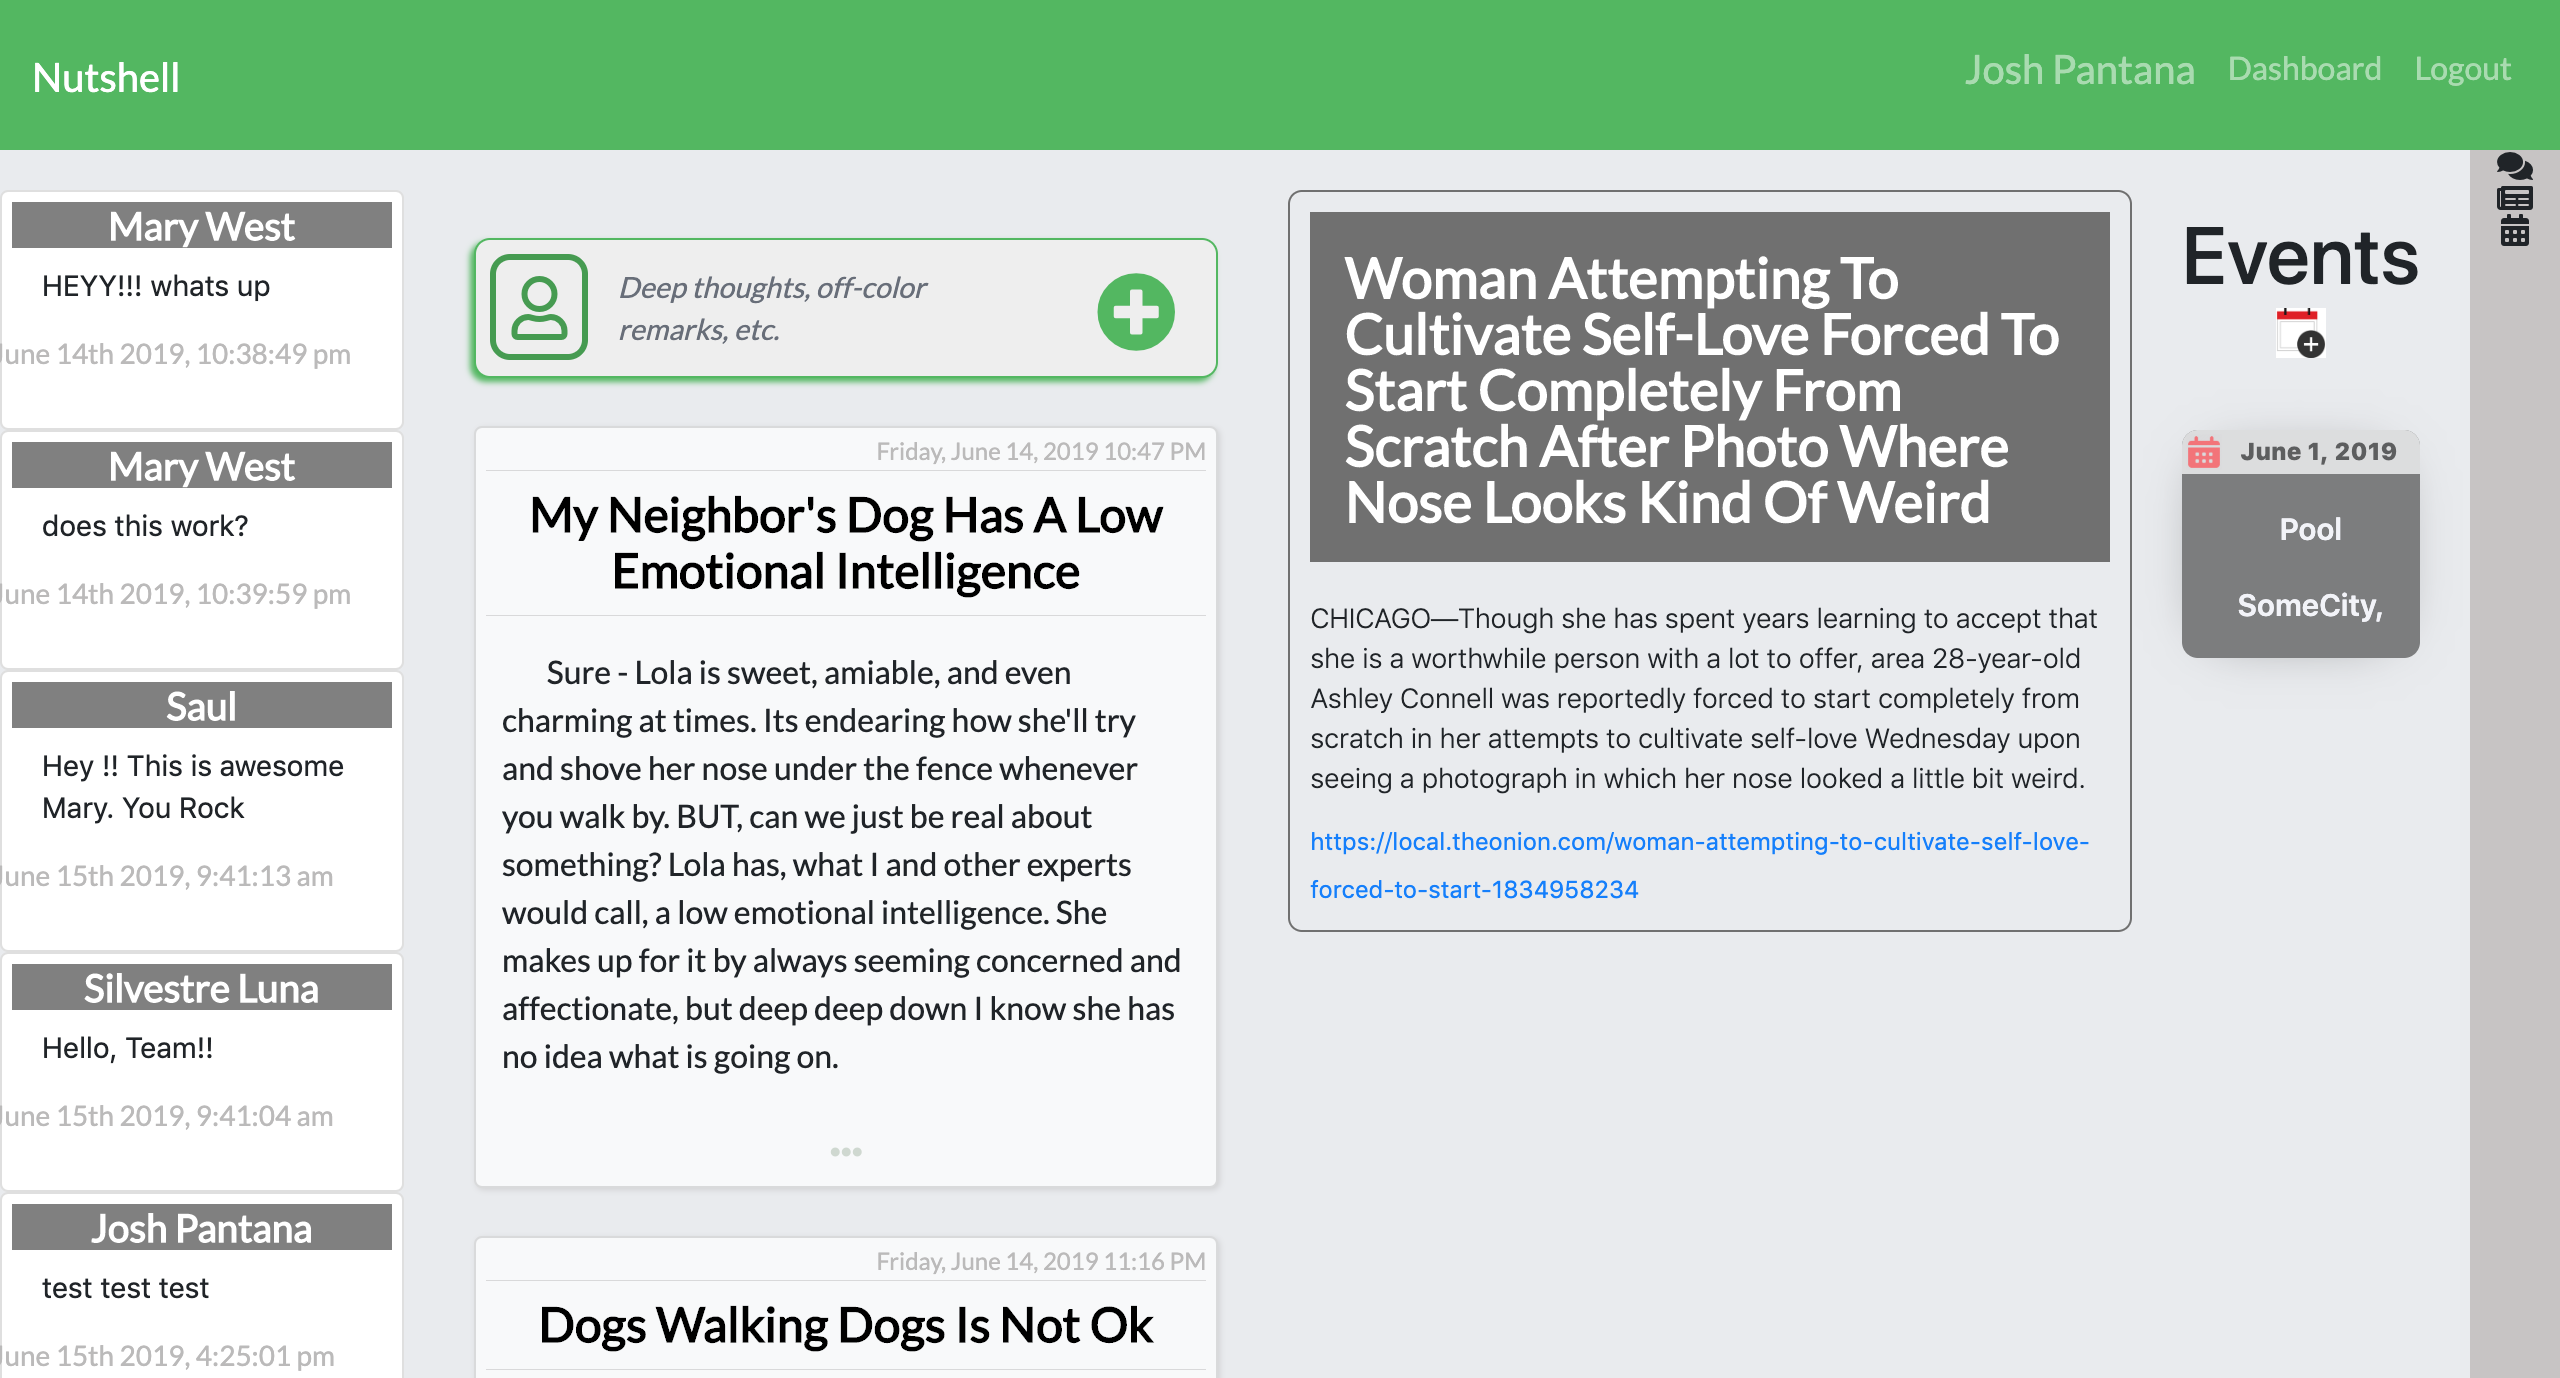 Nutshell
Josh Pantana Dashboard Logout
Mary West
HEYY!!! whats up
June 14th 2019, 10:38:49 pm
Mary West
does this work?
June 14th 2019, 10:39:59 pm
Saul
Hey !! This is awesome
Mary. You Rock
June 15th 2019, 9:41:13 am
Silvestre Luna
Hello, Team!!
June 15th 2019, 9:41:04 am
Josh Pantana
test test test
June 15th 2019, 4:25:01 pm
Deep thoughts, off-color
remarks, etc.
Friday, June 14, 2019 10:47 PM
My Neighbor's Dog Has A Low
Emotional Intelligence
Sure - Lola is sweet, amiable, and even
charming at times. Its endearing how she'll try
and shove her nose under the fence whenever
you walk by. BUT, can we just be real about
something? Lola has, what I and other experts
would call, a low emotional intelligence. She
makes up for it by always seeming concerned and
affectionate, but deep deep down I know she has
no idea what is going on.
Friday, June 14, 2019 11:16 PM
Dogs Walking Dogs Is Not Ok
Woman Attempting To
Cultivate Self-Love Forced To
Start Completely From
Scratch After Photo Where
Nose Looks Kind Of Weird
CHICAGO—Though she has spent years learning to accept that
she is a worthwhile person with a lot to offer, area 28-year-old
Ashley Connell was reportedly forced to start completely from
scratch in her attempts to cultivate self-love Wednesday upon
seeing a photograph in which her nose looked a little bit weird.
https://local.theonion.com/woman-attempting-to-cultivate-self-love-
forced-to-start-1834958234
Events
June 1, 2019
Pool
SomeCity,